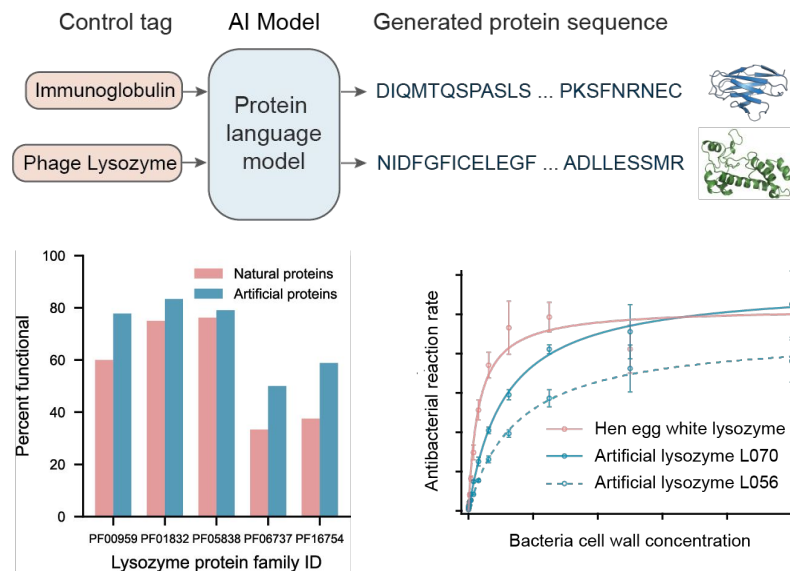 Control tag
AI Model
Generated protein sequence
Immunoglobulin
Protein
language
model
DIQMTQSPASLS ... PKSFNRNEC
Phage Lysozyme
NIDFGFICELEGF ... ADLLESSMR
100
80
60
40
20
0
Percent functional
Natural proteins
Artificial proteins
PF00959 PF01832 PF05838 PF06737 PF16754
Lysozyme protein family ID
Antibacterial reaction rate
Hen egg white lysozyme
Artificial lysozyme L070
Artificial lysozyme L056
Bacteria cell wall concentration